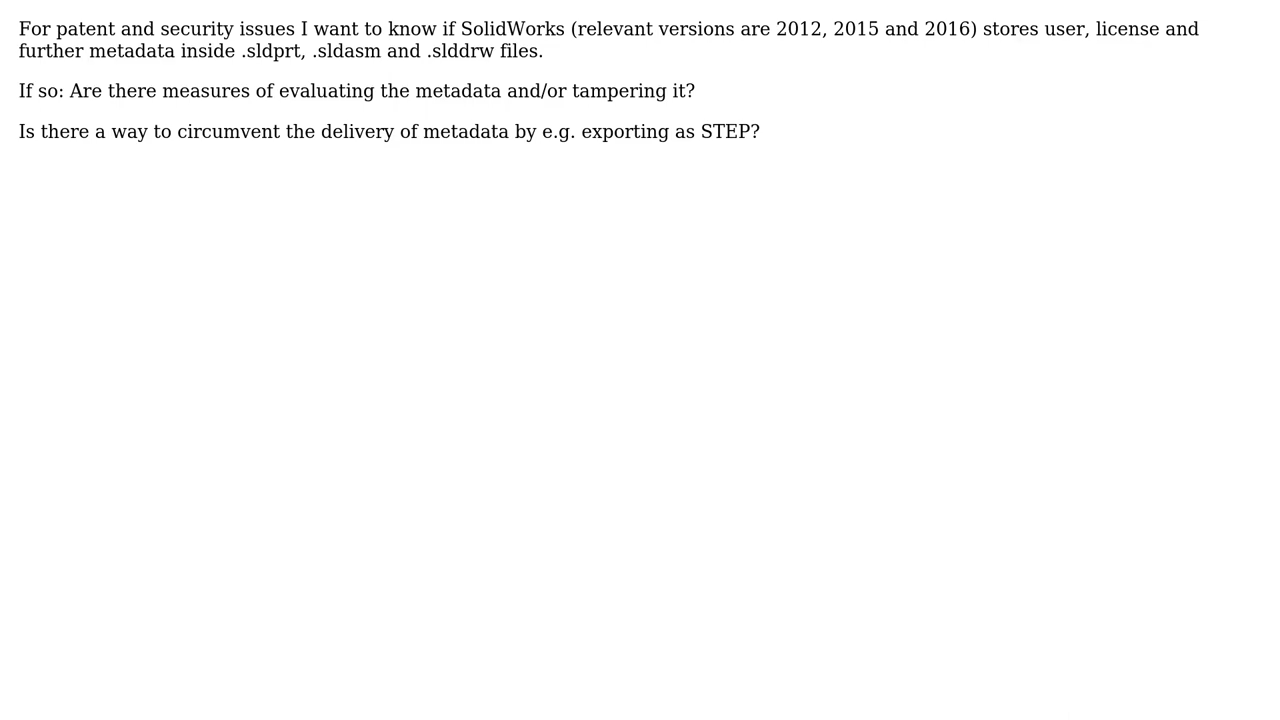 For patent and security issues I want to know if SolidWorks (relevant versions are 2012, 2015 and 2016) stores user, license and
further metadata inside .sldprt, .sldasm and .slddrw files.
If so: Are there measures of evaluating the metadata and/or tampering it?
Is there a way to circumvent the delivery of metadata by e.g. exporting as STEP?